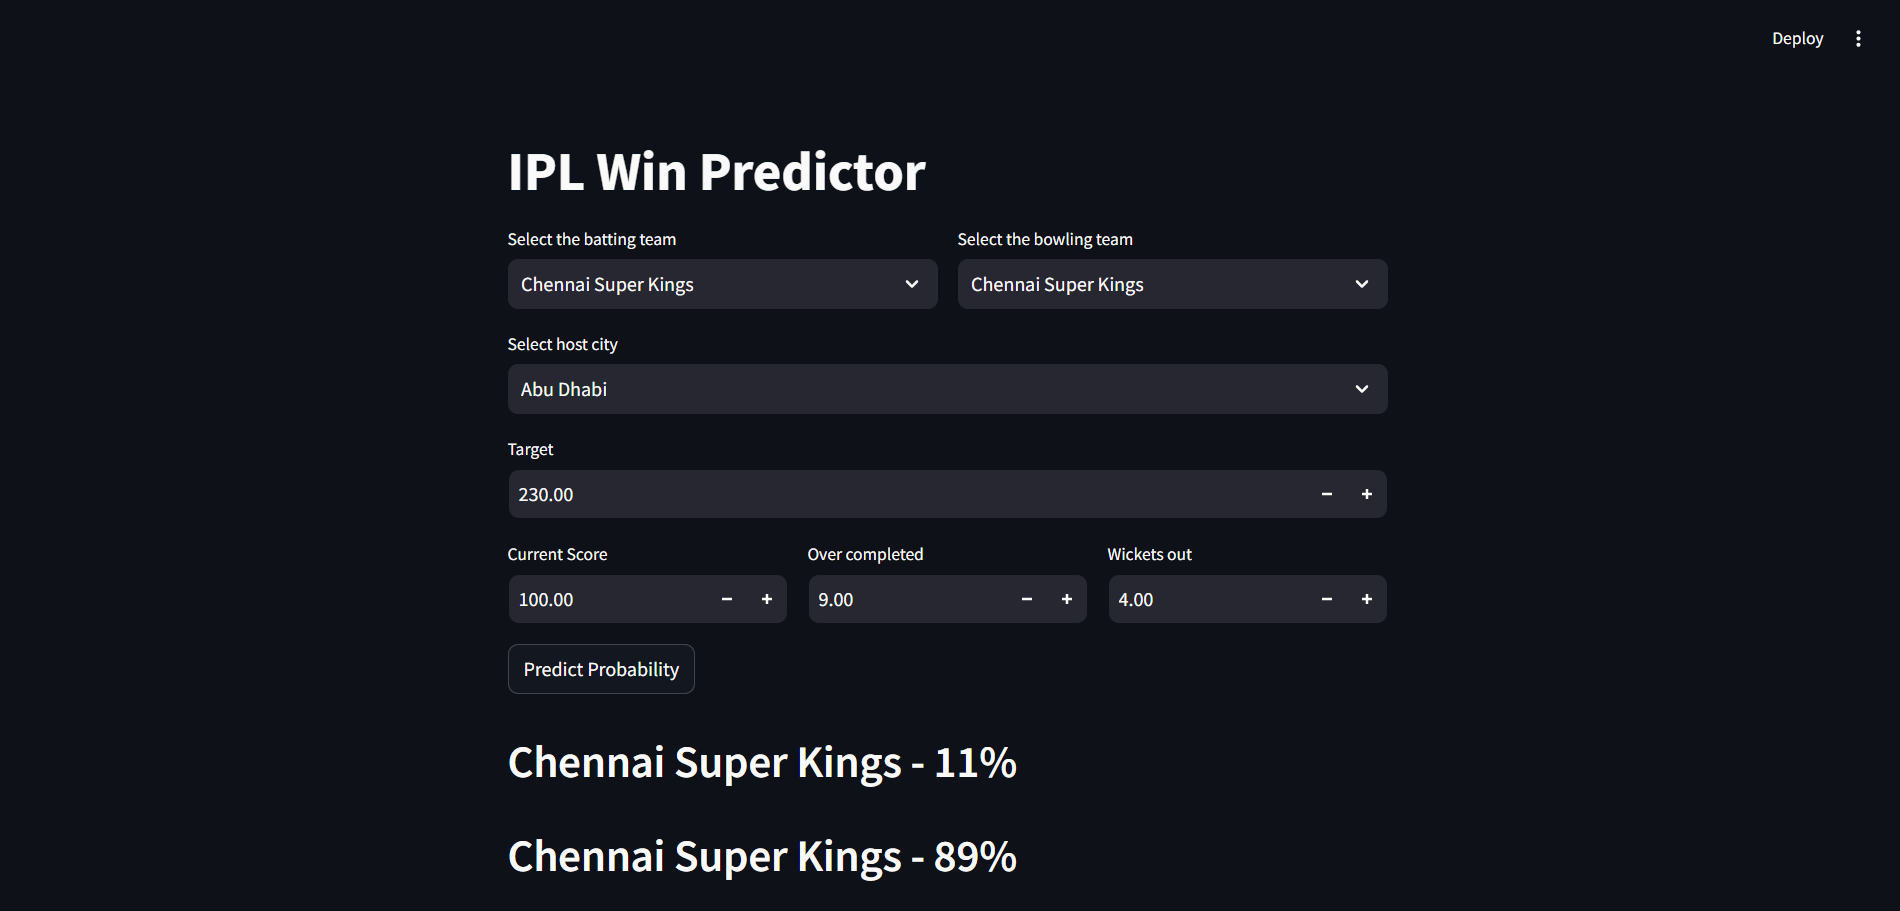 Deploy
IPL Win Predictor
Select the batting team
Select the bowling team
Chennai Super Kings
Chennai Super Kings
Select host city
Abu Dhabi
Target
230.00
Current Score
Over completed
Wickets out
100.00
9.00
4.00
Predict Probability
Chennai Super Kings - 11%
Chennai Super Kings - 89%